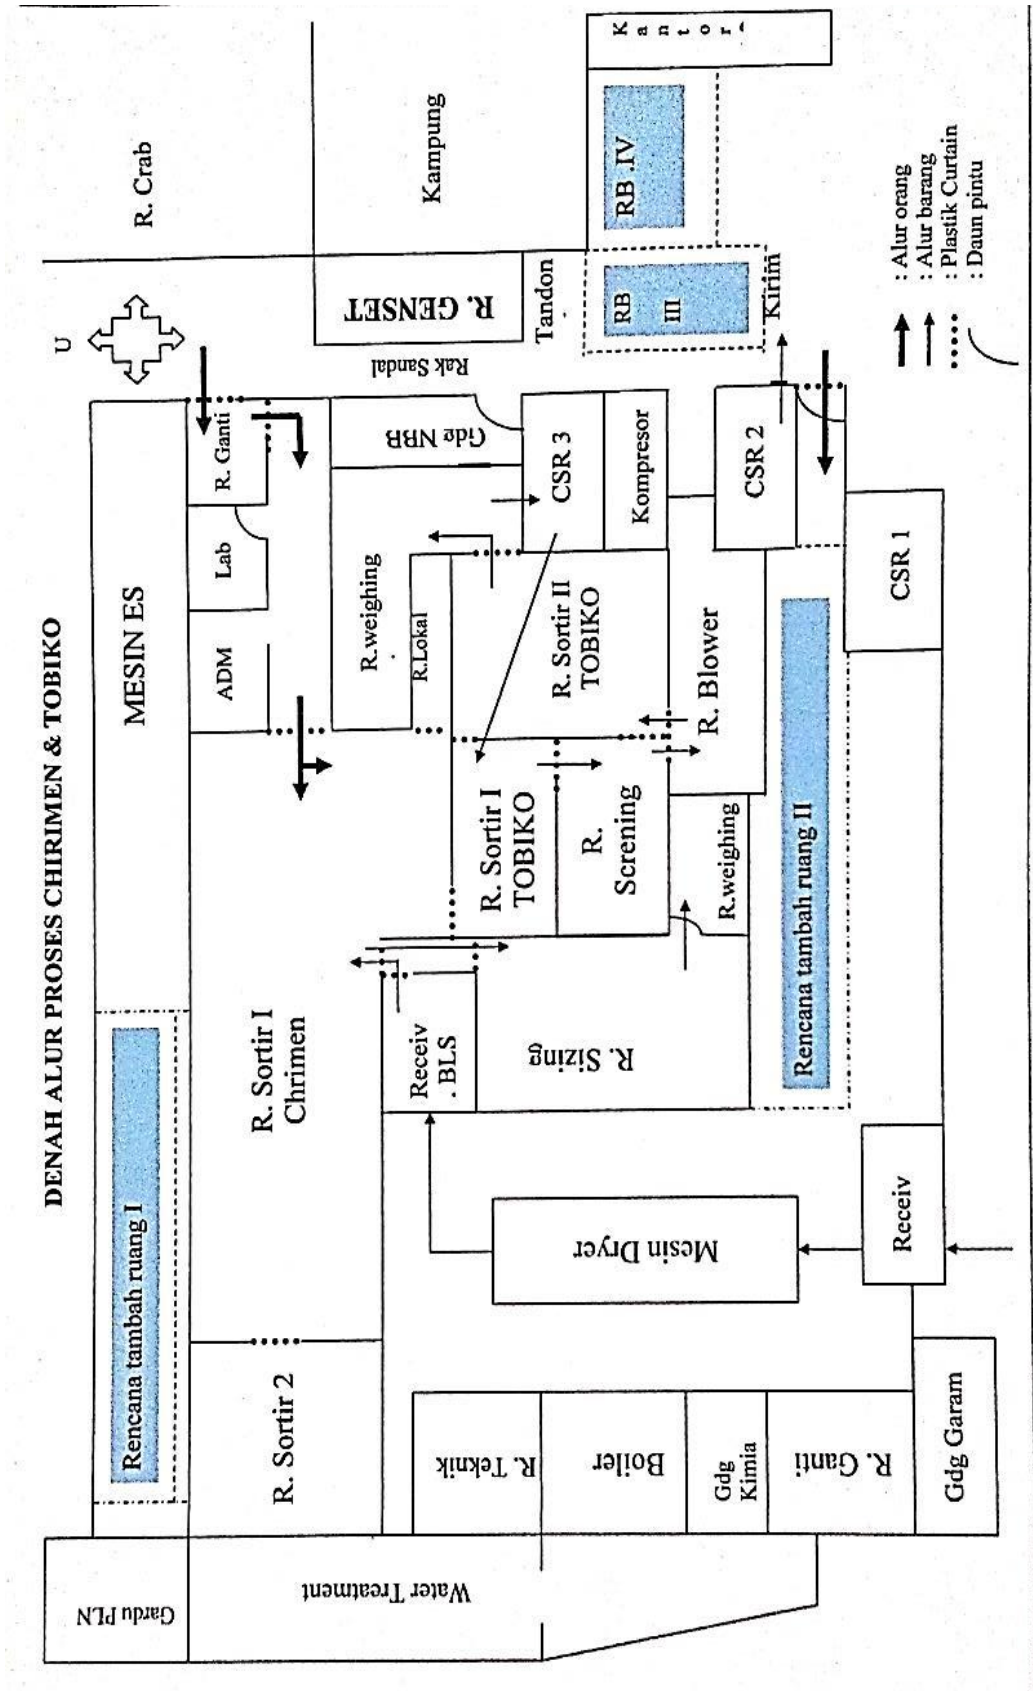 DENAH ALUR PROSES CHIRIMEN & TOBIKO
Gardu PLN
Water Treatment
Rencana tambah ruang I
MESIN ES
U
R. Crab
R. Sortir 2
R. Sortir I
Chrimen
ADM
Lab
R. Ganti
Kampung
R. GENSET
Rak Sandal
Tandon
R.weighing
R.Lokal
Gdg NBB
CSR 3
Kompresor
R. Sortir II
TOBIKO
R. Sortir I
TOBIKO
R.
Screning
R. Blower
R.weighing
Receiv
. BLS
R. Sizing
Mesin Dryer
Receiv
R. Teknik
Boiler
Gdg
Kimia
R. Ganti
Gdg Garam
Rencana tambah ruang II
CSR 1
CSR 2
Kirim
RB
III
RB .IV
Kantor
: Alur orang
: Alur barang
: Plastik Curtain
: Daun pintu